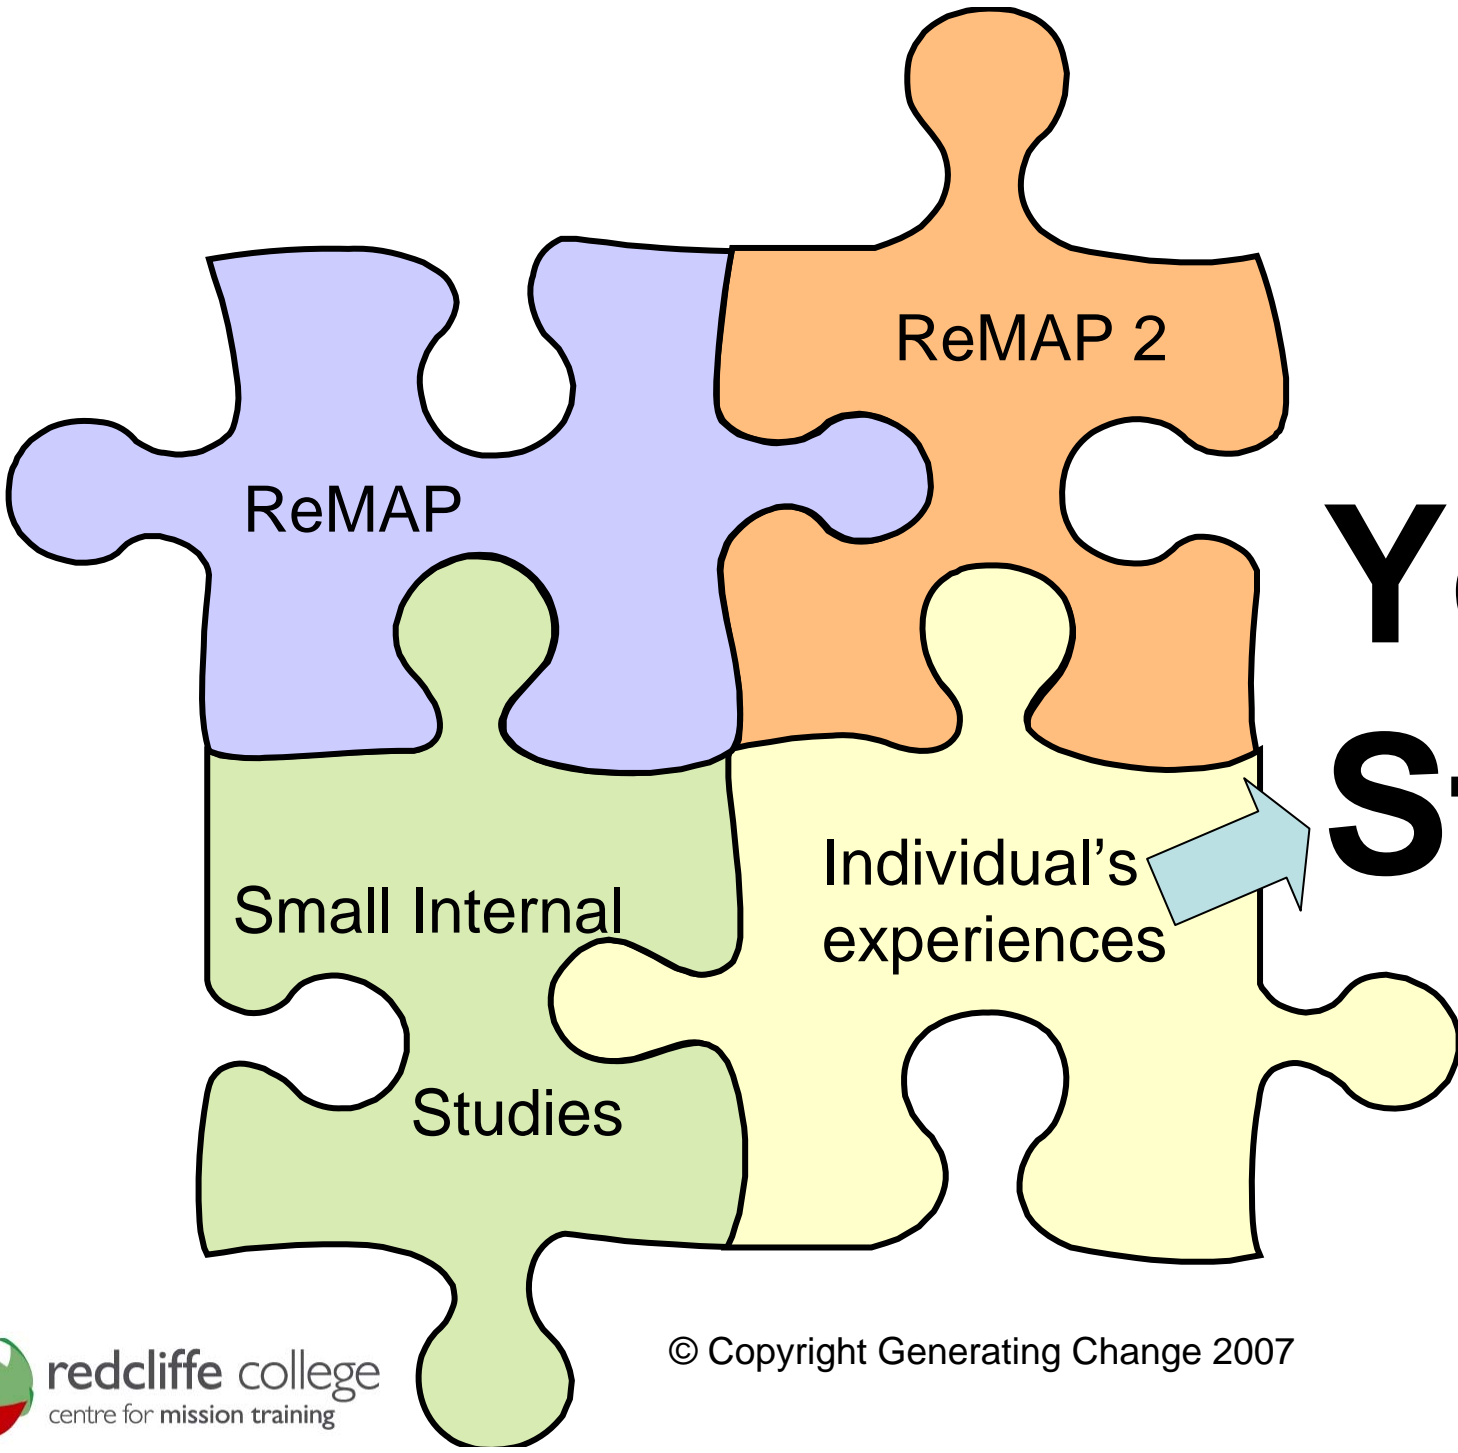 ReMAP 2
ReMAP
Small Internal
Studies
Individual’s
experiences
© Copyright Generating Change 2007
redcliffe college
centre for mission training